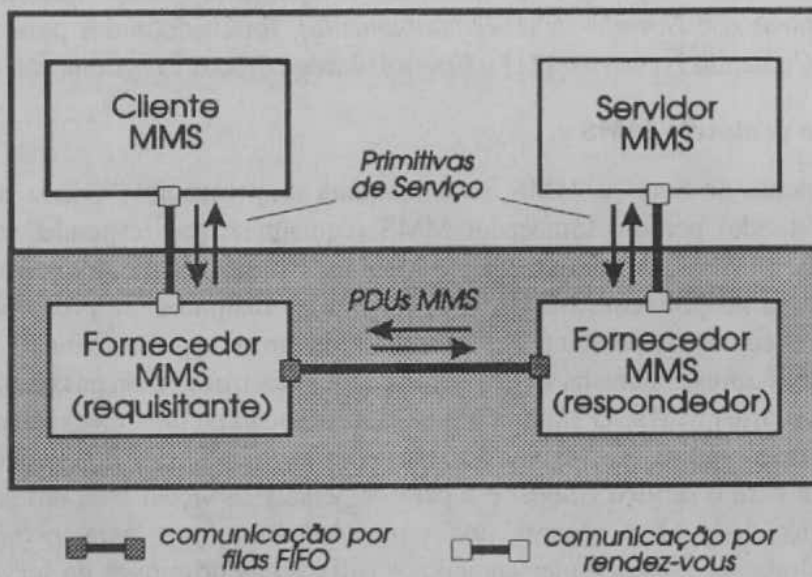 Cliente
MMS
Servidor
MMS
Primitivas
de Serviço
PDUs MMS
Fornecedor
MMS
(requisitante)
Fornecedor
MMS
(respondedor)
comunicação por
filas FIFO
comunicação por
rendez-vous